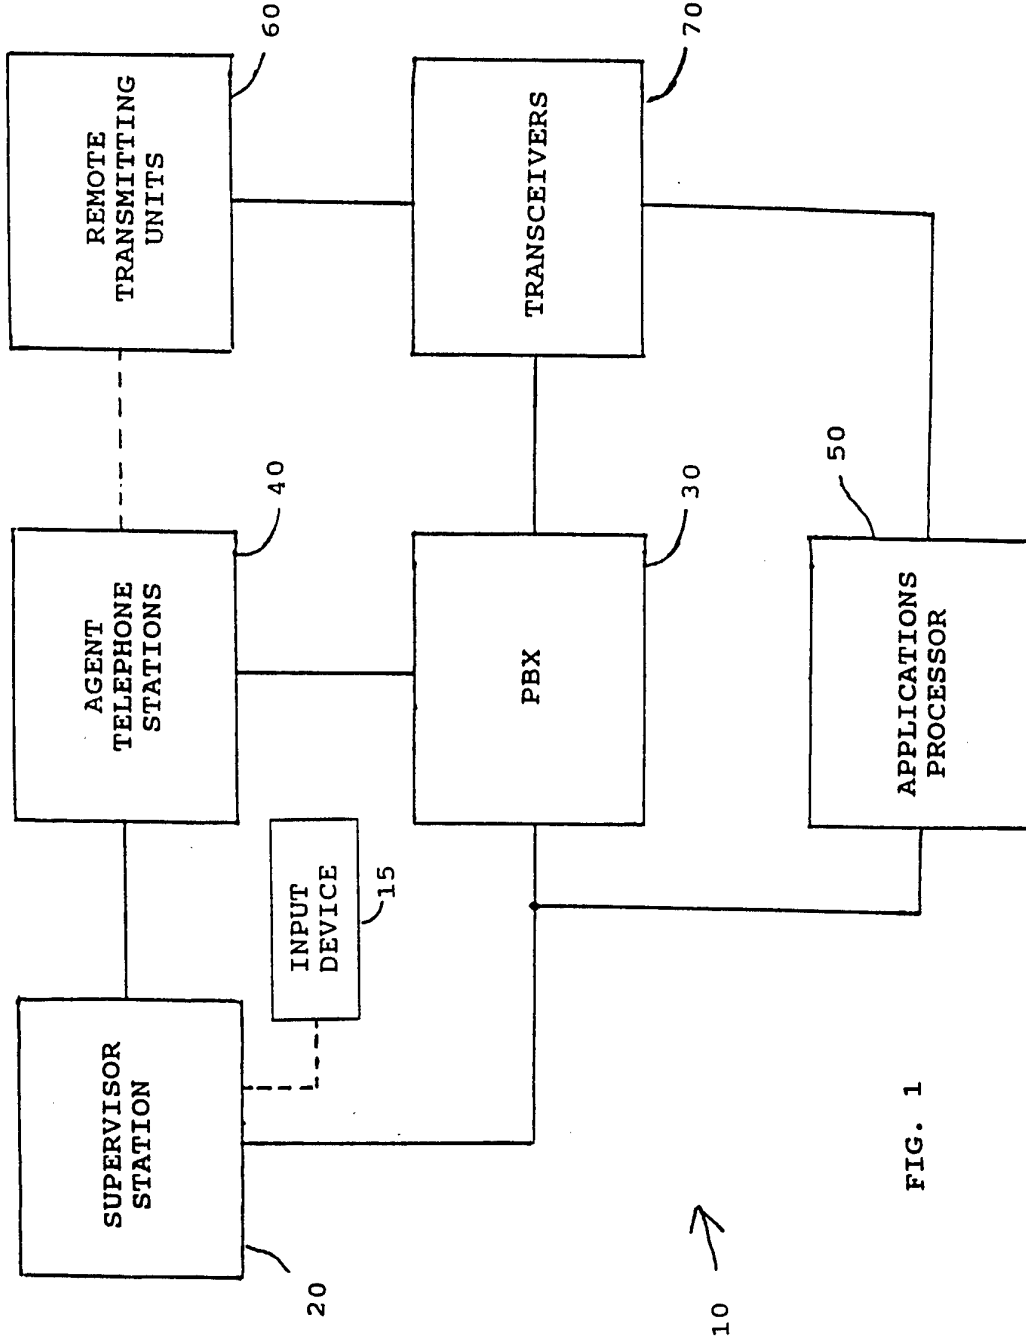 SUPERVISOR
STATION
20
INPUT
DEVICE
15
AGENT
TELEPHONE
STATIONS
40
REMOTE
TRANSMITTING
UNITS
60
PBX
30
TRANSCEIVERS
70
APPLICATIONS
PROCESSOR
50
10
FIG. 1